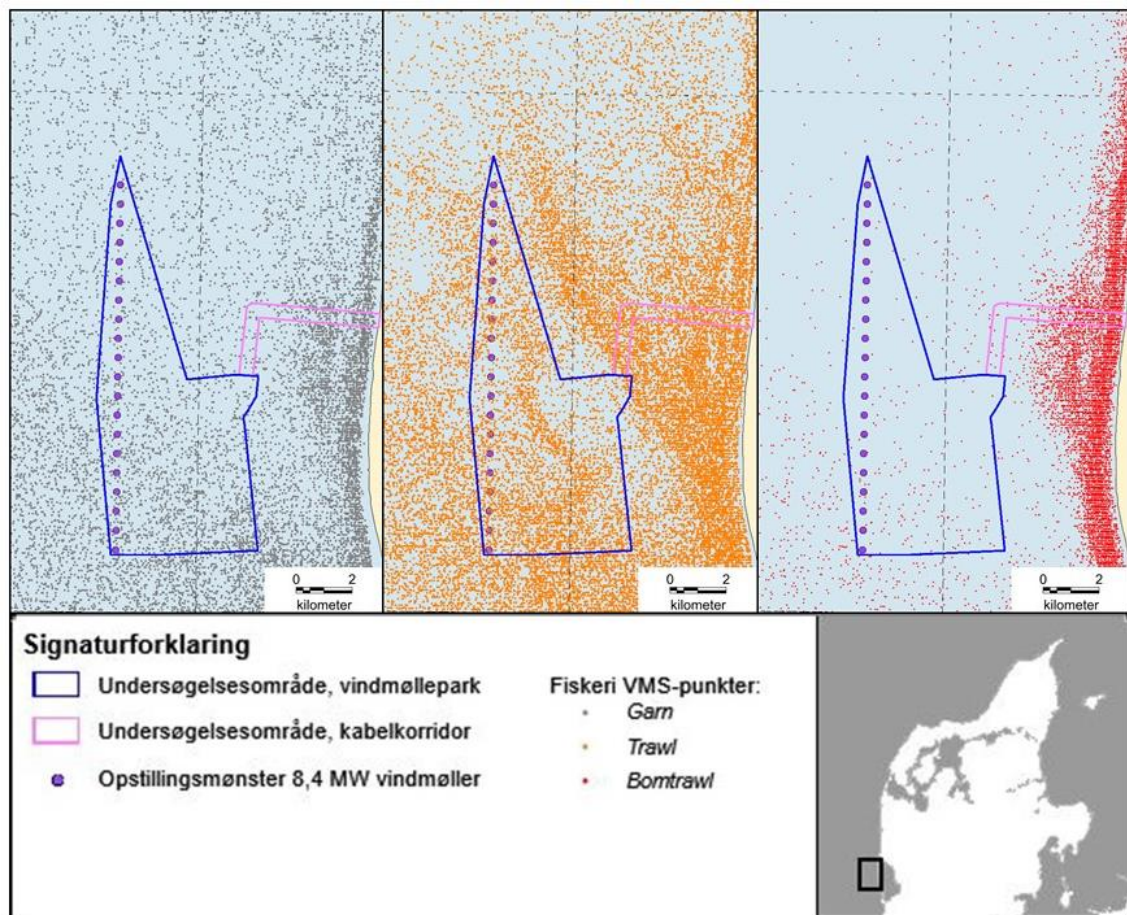 0 2
kilometer
0 2
kilometer
0 2
kilometer
Signaturforklaring
Undersøgelsesområde, vindmøllepark
Undersøgelsesområde, kabelkorridor
Opstillingsmønster 8,4 MW vindmøller
Fiskeri VMS-punkter:
Garn
Trawl
Bomtrawl